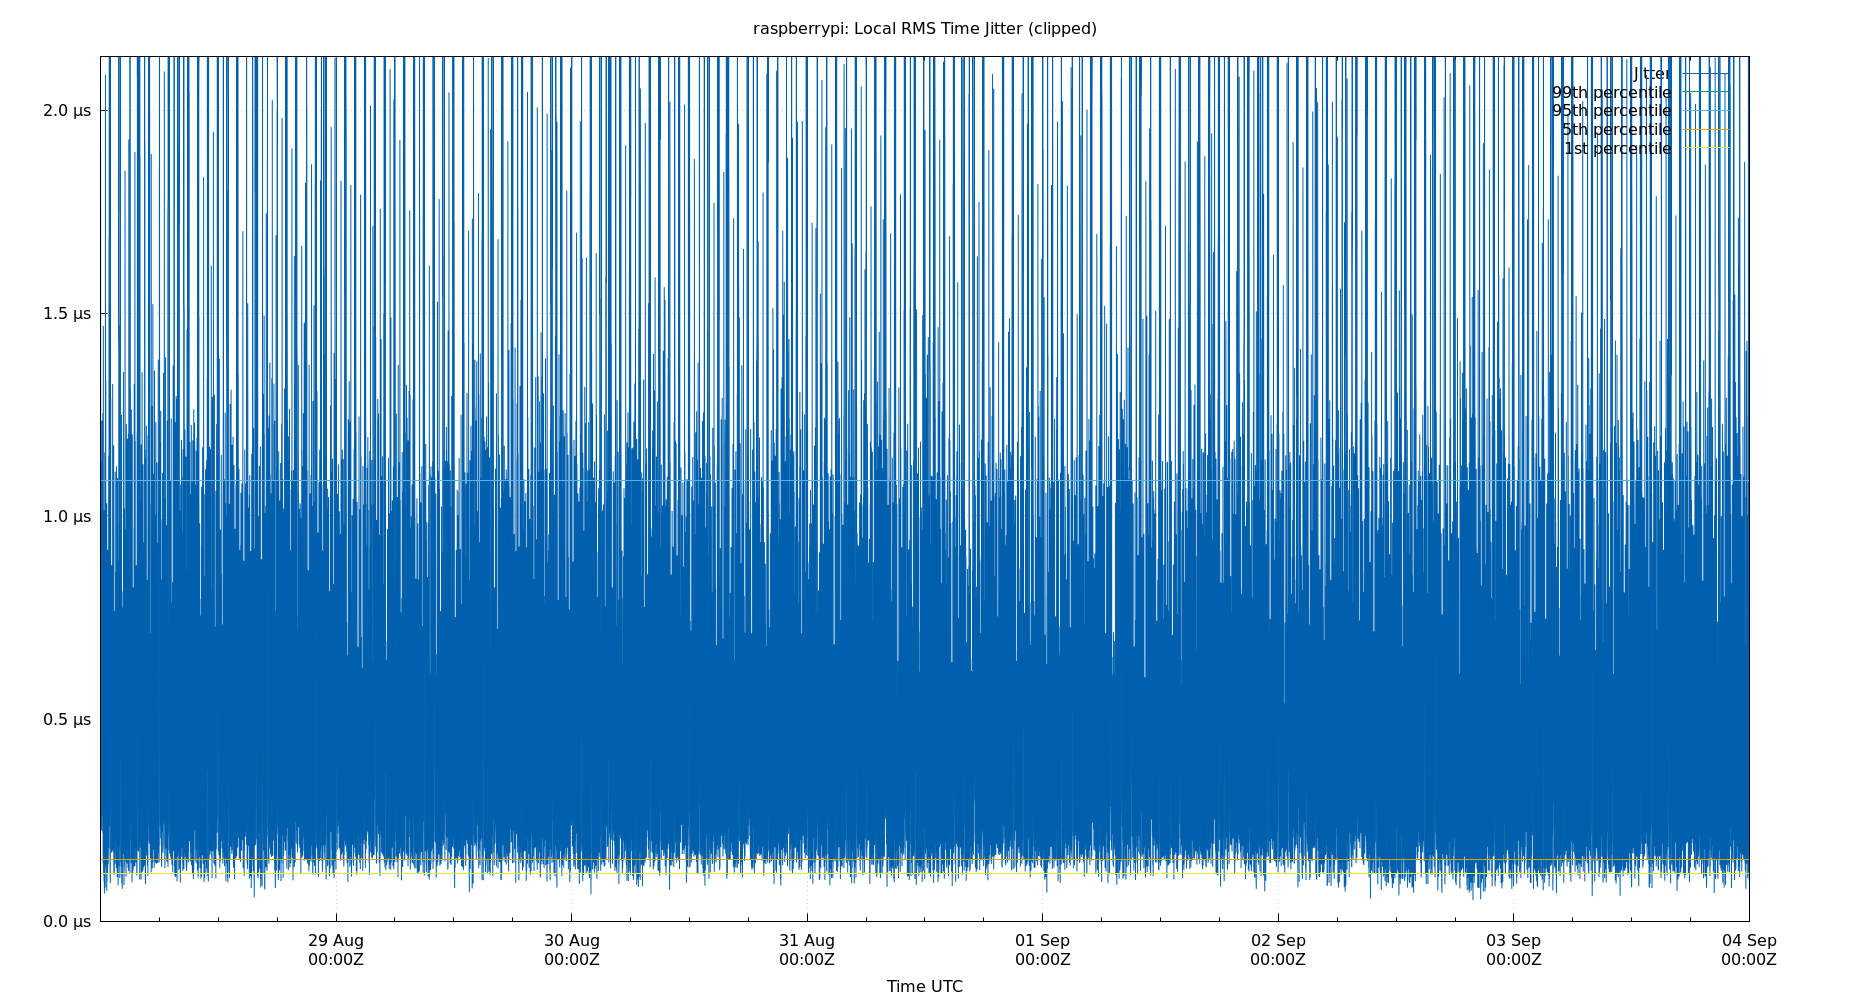 raspberrypi: Local RMS Time Jitter (clipped)
Jitter
99th percentile
95th percentile
5th percentile
1st percentile
2.0 μs
1.5 μs
1.0 μs
0.5 μs
0.0 μs
29 Aug
00:00Z
30 Aug
00:00Z
31 Aug
00:00Z
01 Sep
00:00Z
02 Sep
00:00Z
03 Sep
00:00Z
04 Sep
00:00Z
Time UTC